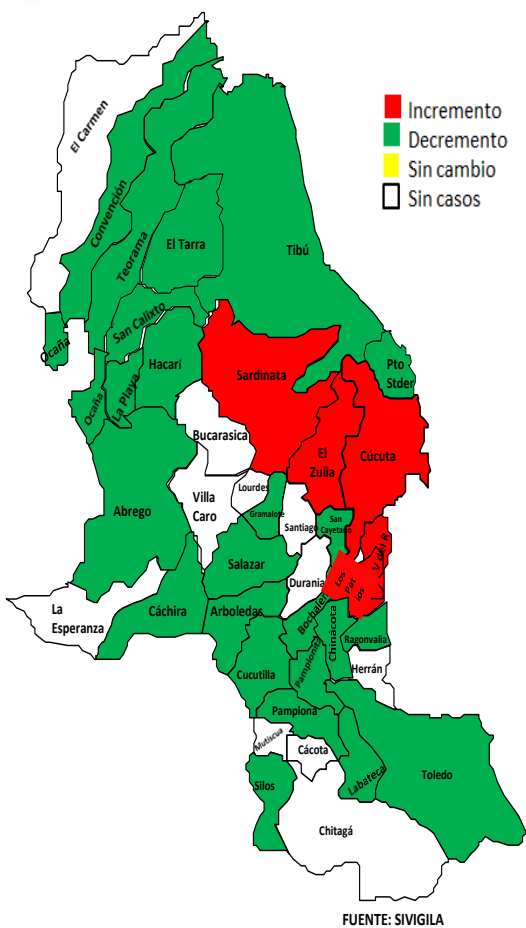 Incremento
Decremento
Sin cambio
Sin casos
El Carmen
Convención
Teorama
El Tarra
Tibú
San Calixto
Ocaña
Hacarí
La Playa
Ocaña
Sardinata
Pto
Stder
Bucarasica
El
Zulia
Cúcuta
Villa
Caro
Lourdes
Gramalote
Abrego
Santiago
San
Cayetano
V del R
Salazar
Durania
Los
Pat
ios
La
Esperanza
Cáchira
Arboledas
Bochalem
Chinácota
Ragonvalia
Herrán
Cucutilla
Pamplonita
Pamplona
Mutiscua
Cácota
Silos
Labateca
Toledo
Chitagá
FUENTE: SIVIGILA